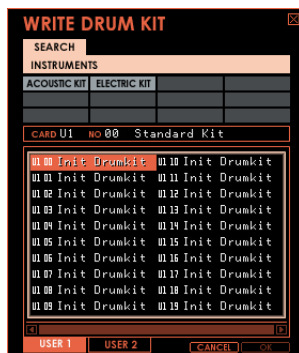 WRITE DRUM KIT
SEARCH
INSTRUMENTS
ACOUSTIC KIT ELECTRIC KIT
CARD U1 NO 00 Standard Kit
U1 00 Init Drumkit U1 10 Init Drumkit
U1 01 Init Drumkit U1 11 Init Drumkit
U1 02 Init Drumkit U1 12 Init Drumkit
U1 03 Init Drumkit U1 13 Init Drumkit
U1 04 Init Drumkit U1 14 Init Drumkit
U1 05 Init Drumkit U1 15 Init Drumkit
U1 06 Init Drumkit U1 16 Init Drumkit
U1 07 Init Drumkit U1 17 Init Drumkit
U1 08 Init Drumkit U1 18 Init Drumkit
U1 09 Init Drumkit U1 19 Init Drumkit
USER 1 USER 2 CANCEL OK